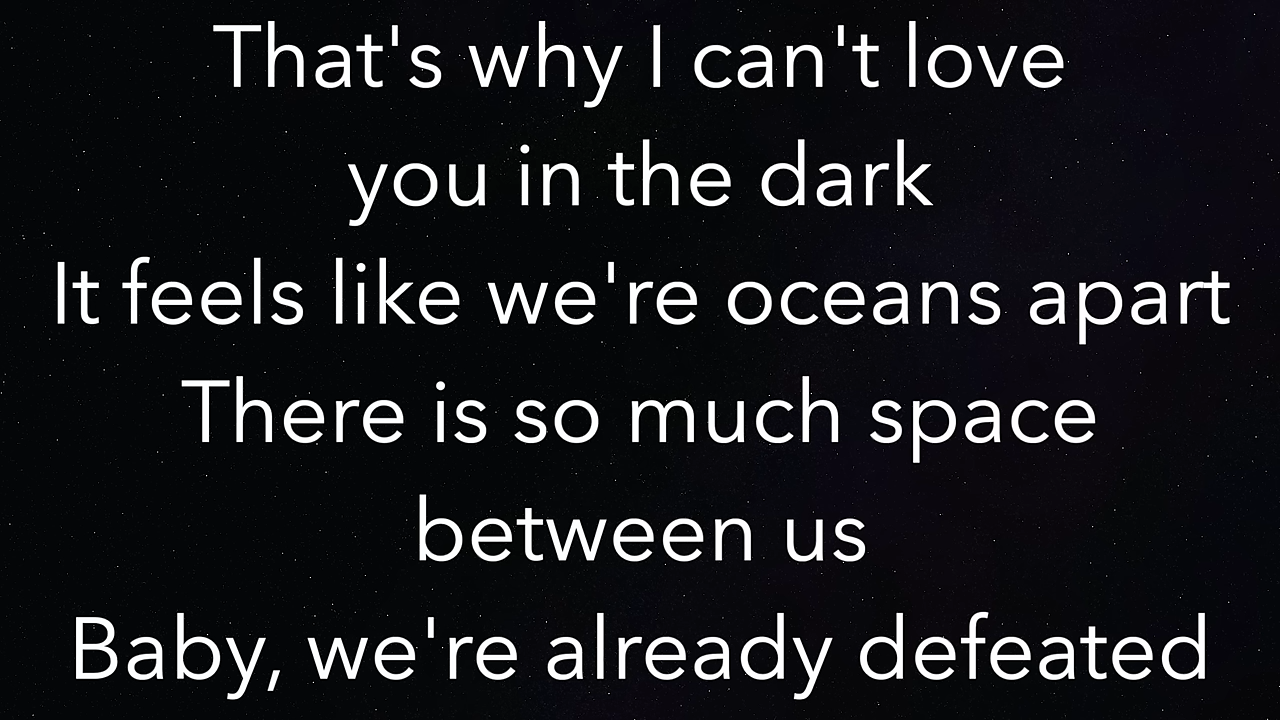 That's why I can't love
you in the dark
It feels like we're oceans apart
There is so much space
between us
Baby, we're already defeated